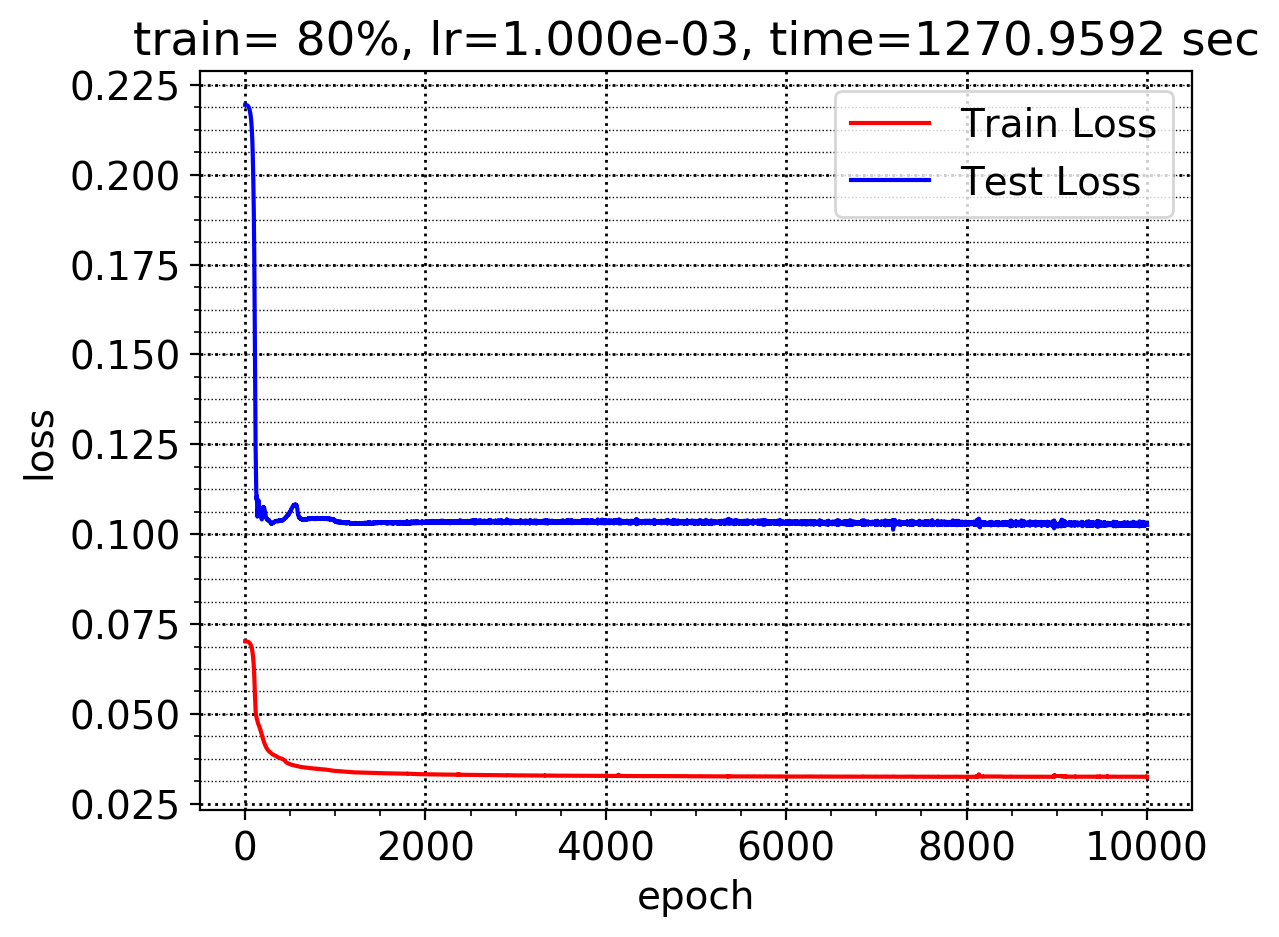 train= 80%, lr=1.000e-03, time=1270.9592 sec
0.225
0.200
0.175
0.150
0.125
0.100
0.075
0.050
0.025
loss
Train Loss
Test Loss
0 2000 4000 6000 8000 10000
epoch